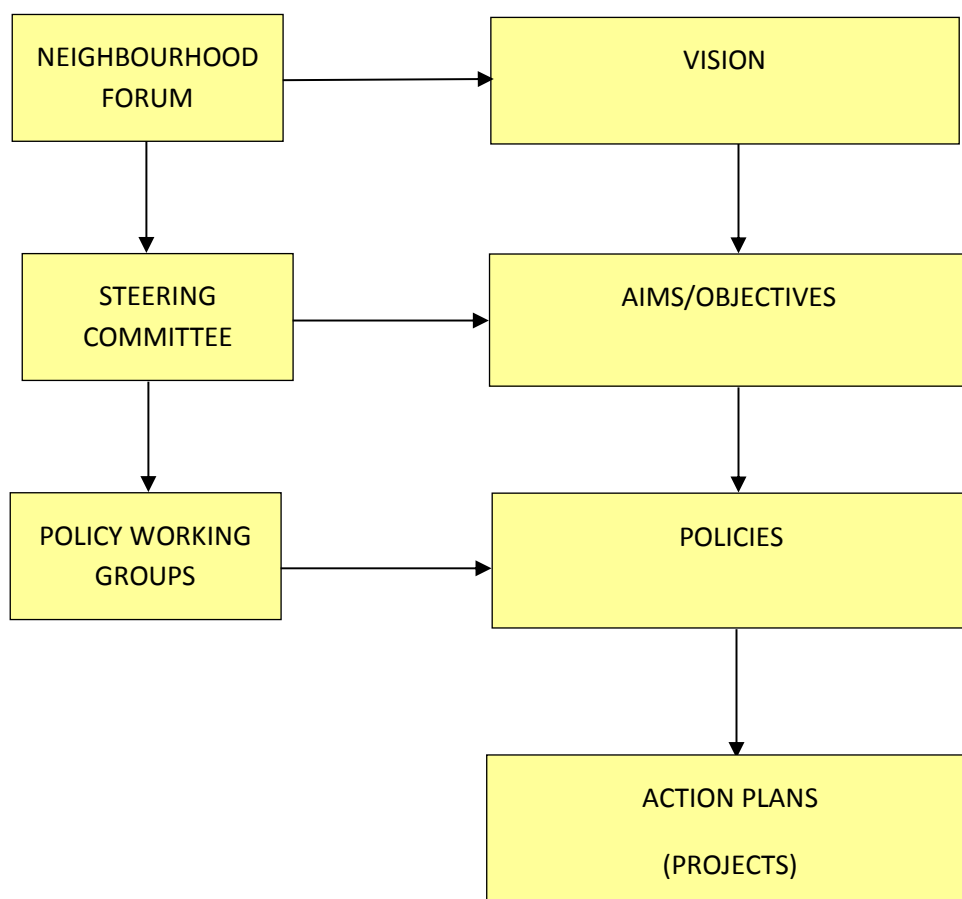 NEIGHBOURHOOD
FORUM
VISION
STEERING
COMMITTEE
AIMS/OBJECTIVES
POLICY WORKING
GROUPS
POLICIES
ACTION PLANS
(PROJECTS)